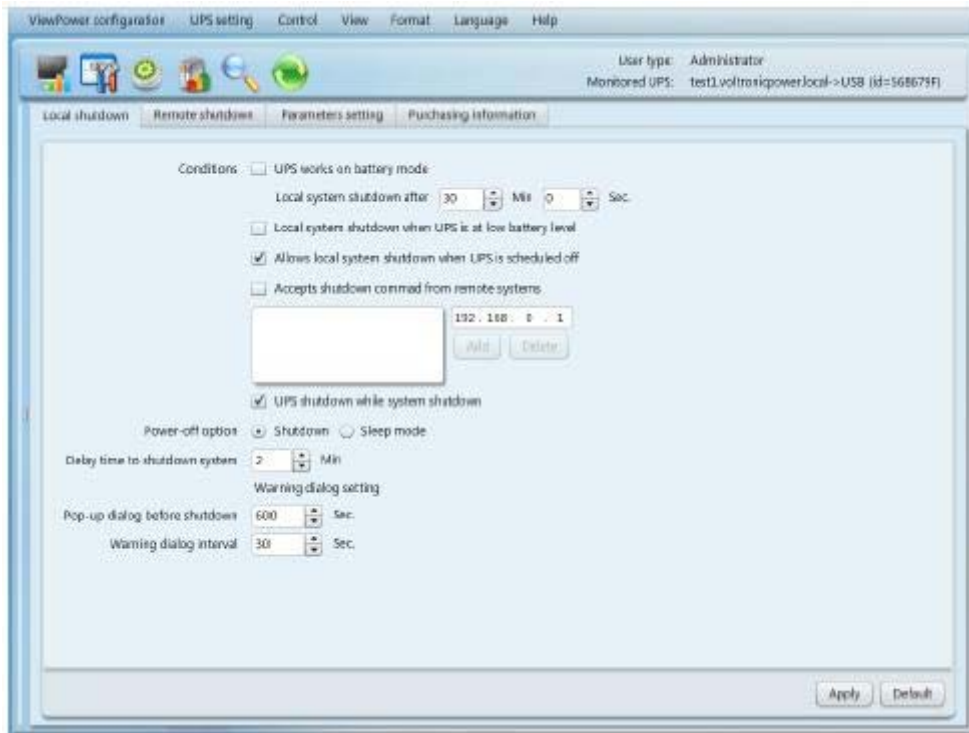 ViewPower configuration UPS setting Control View Format Language Help
User type: Administrator
Monitored UPS: test1.voltronicpower.local->USB (id=568679F)
Local shutdown Remote shutdown Parameters setting Purchasing information
Conditions UPS works on battery mode
Local system shutdown after 30 Min 0 Sec.
Local system shutdown when UPS is at low battery level
Allows local system shutdown when UPS is scheduled off
Accepts shutdown commad from remote systems
192 . 168 . 0 . 1
Add Delete
UPS shutdown while system shutdown
Power-off option Shutdown Sleep mode
Delay time to shutdown system 2 Min
Warning dialog setting
Pop-up dialog before shutdown 600 Sec.
Warning dialog interval 30 Sec.
Apply Default